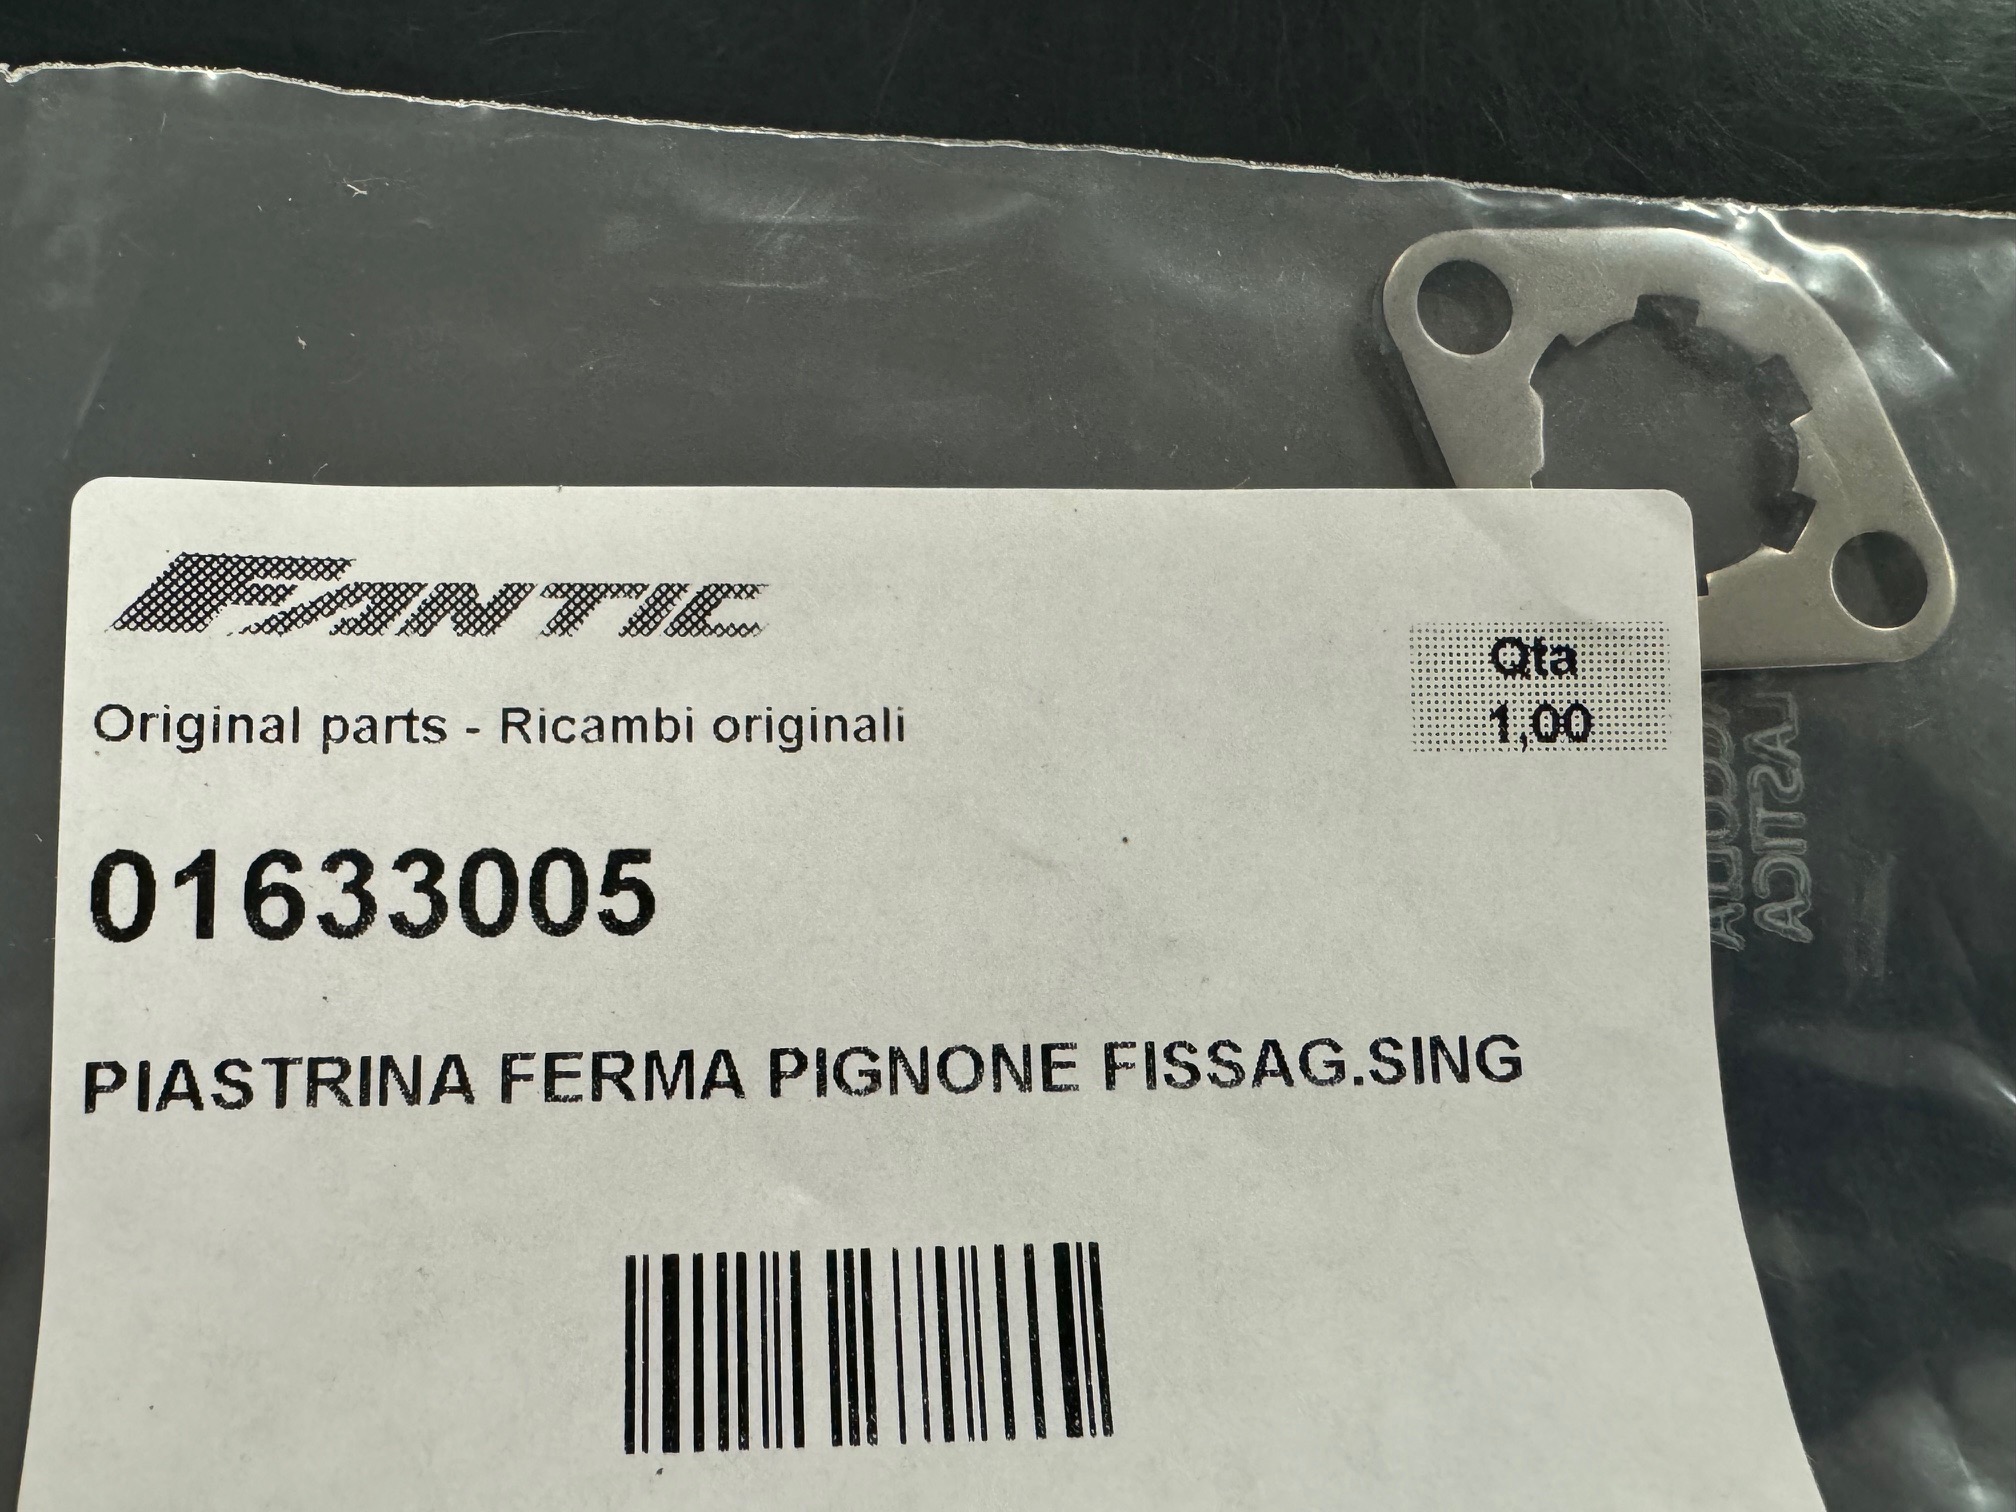 FANTIC
Qta
Original parts - Ricambi originali
1,00
01633005
PIASTRINA FERMA PIGNONE FISSAG.SING